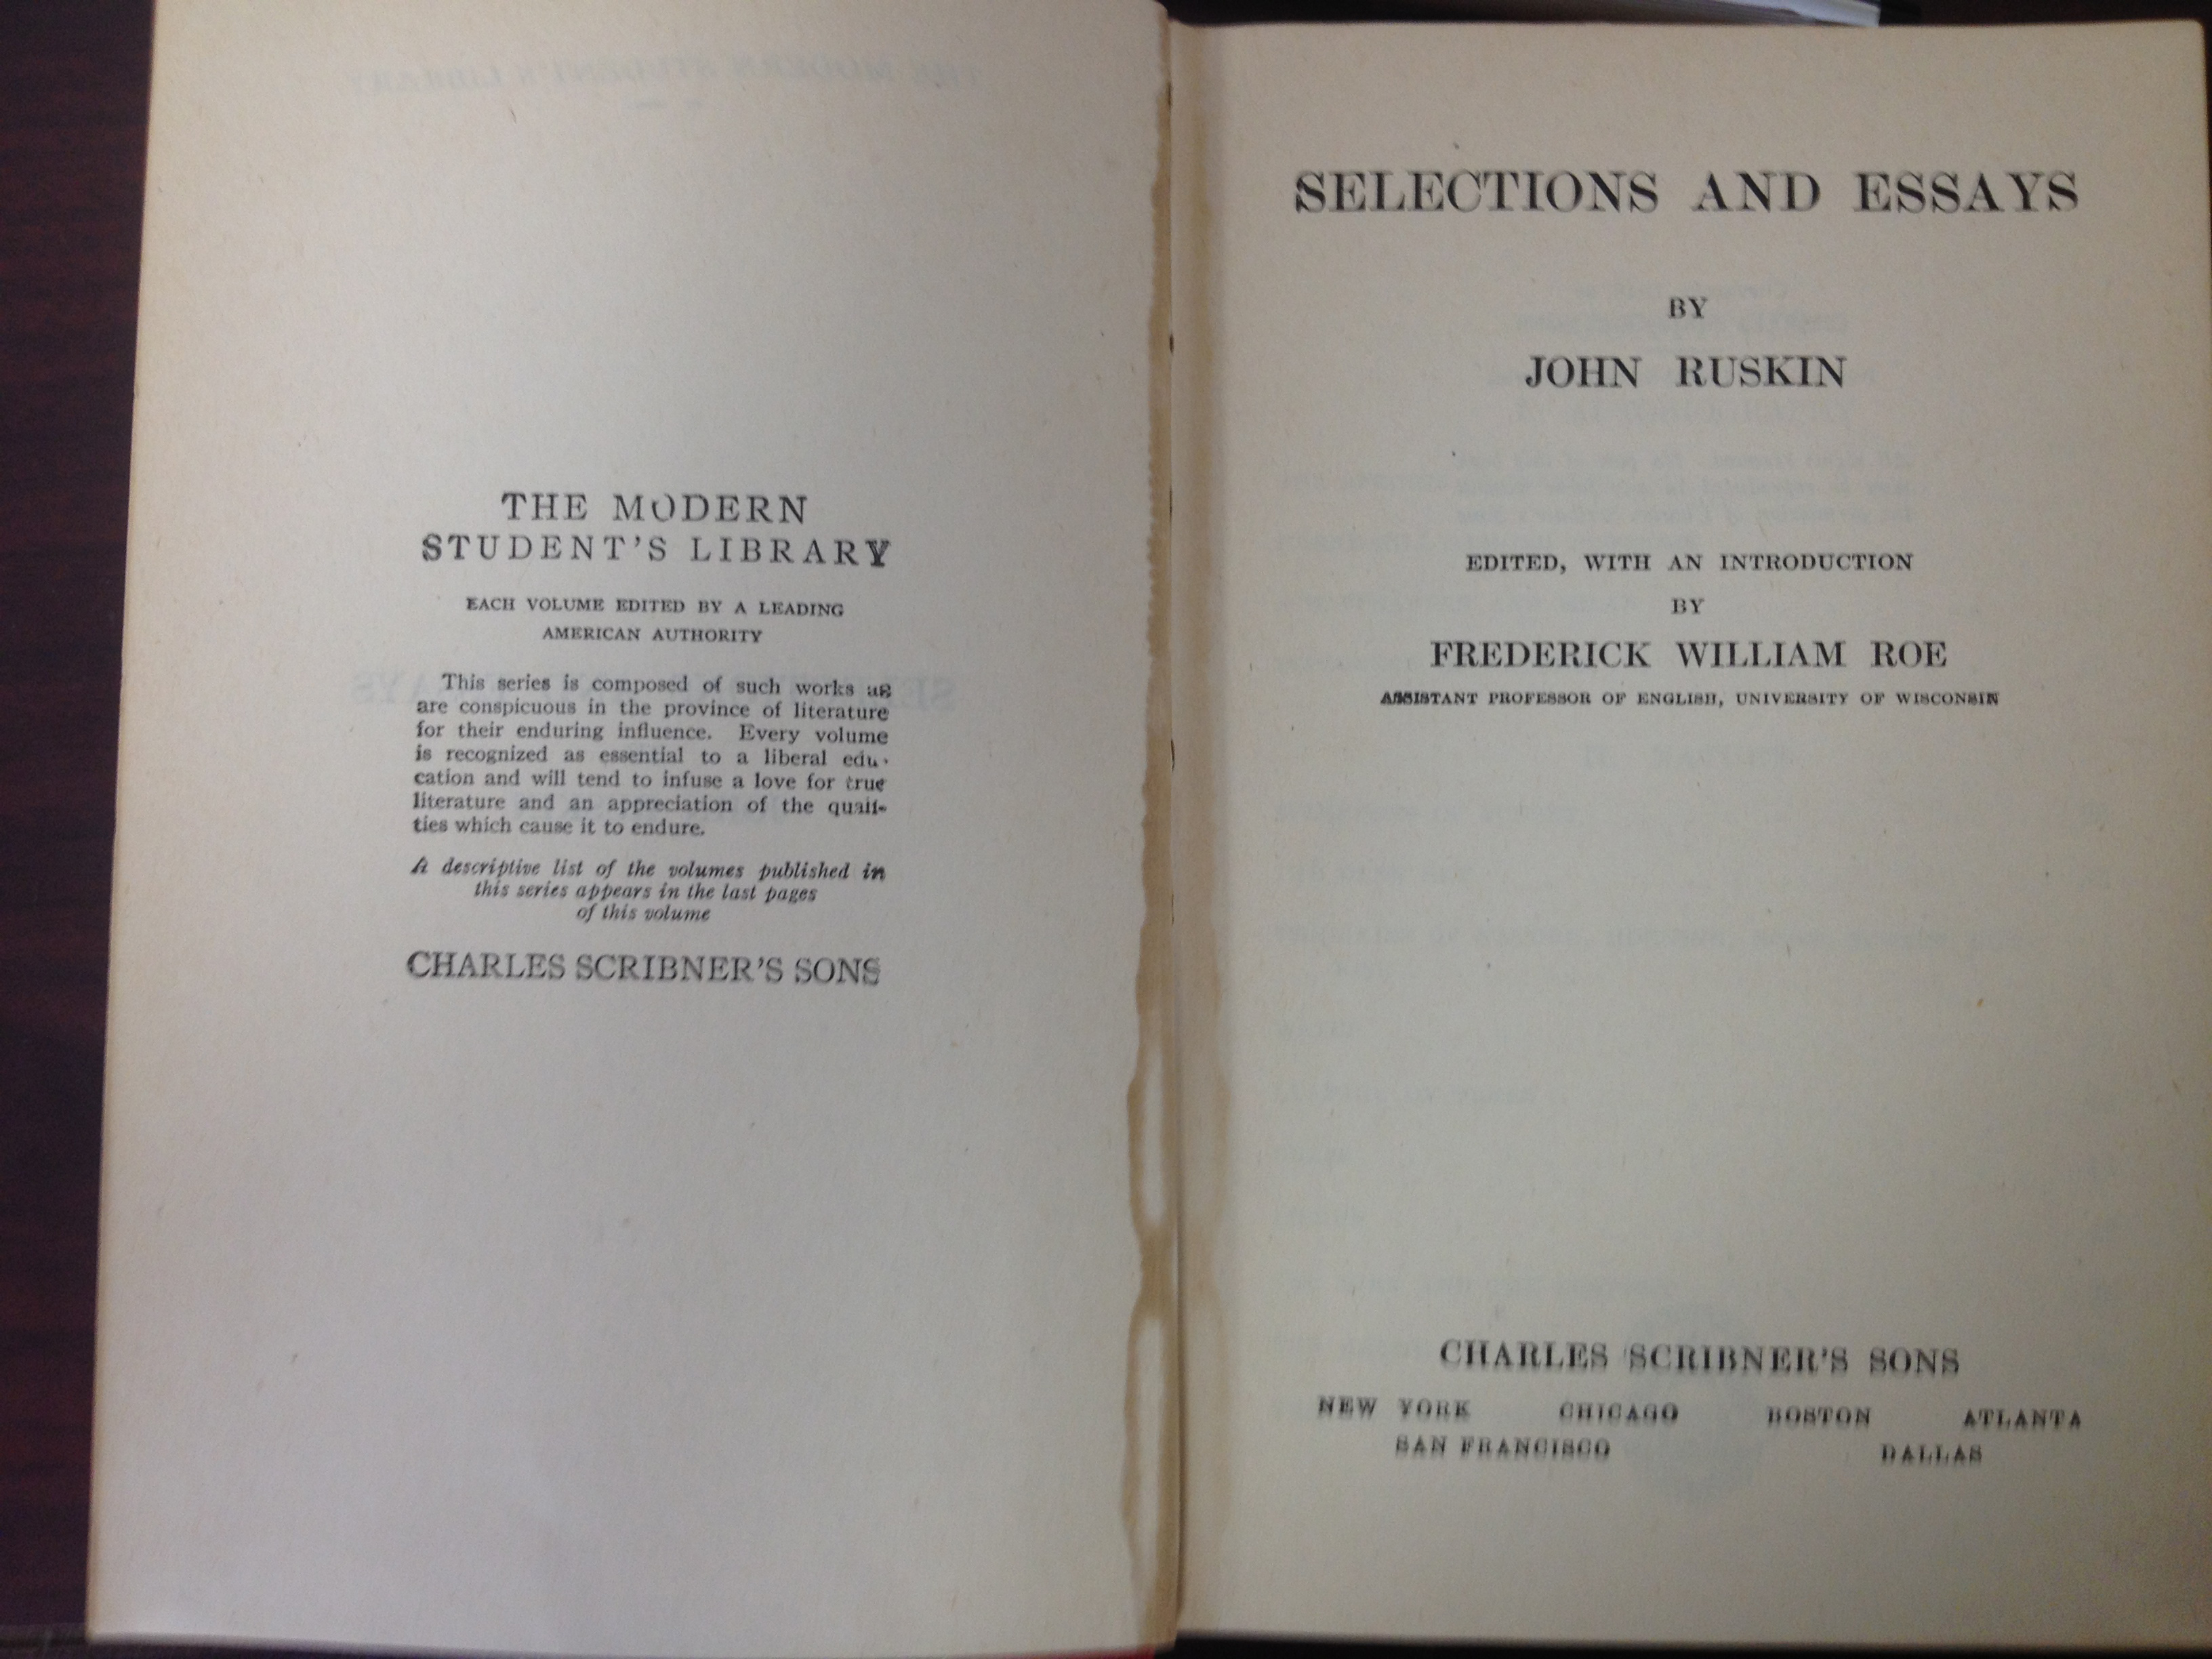 THE MODERN
STUDENT'S LIBRARY
EACH VOLUME EDITED BY A LEADING
AMERICAN AUTHORITY
This series is composed of such works as
are conspicuous in the province of literature
for their enduring influence. Every volume
is recognized as essential to a liberal edu-
cation and will tend to infuse a love for true
literature and an appreciation of the quali-
ties which cause it to endure.
A descriptive list of the volumes published in
this series appears in the last pages
of this volume
CHARLES SCRIBNER'S SONS
SELECTIONS AND ESSAYS
BY
JOHN RUSKIN
EDITED, WITH AN INTRODUCTION
BY
FREDERICK WILLIAM ROE
ASSISTANT PROFESSOR OF ENGLISH, UNIVERSITY OF WISCONSIN
CHARLES SCRIBNER'S SONS
NEW YORK CHICAGO BOSTON ATLANTA
SAN FRANCISCO DALLAS